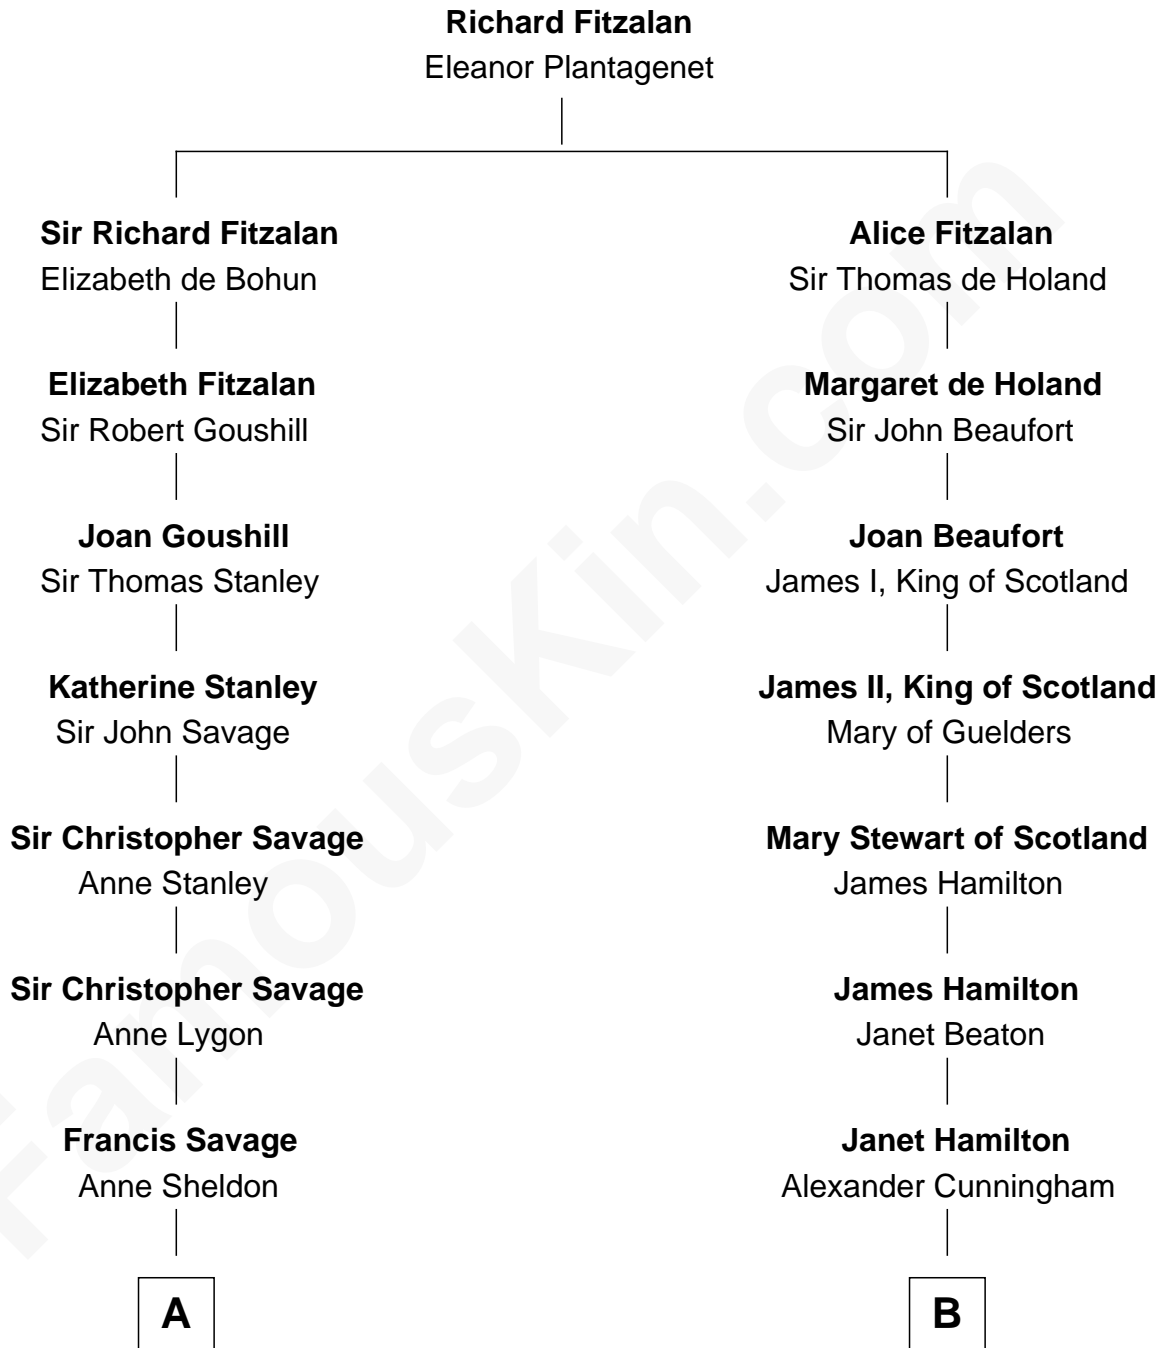 Richard Fitzalan
Eleanor Plantagenet
Sir Richard Fitzalan
Elizabeth de Bohun
Alice Fitzalan
Sir Thomas de Holand
Elizabeth Fitzalan
Sir Robert Goushill
Margaret de Holand
Sir John Beaufort
Joan Goushill
Sir Thomas Stanley
Joan Beaufort
James I, King of Scotland
Katherine Stanley
Sir John Savage
James II, King of Scotland
Mary of Guelders
Sir Christopher Savage
Anne Stanley
Mary Stewart of Scotland
James Hamilton
Sir Christopher Savage
Anne Lygon
James Hamilton
Janet Beaton
Francis Savage
Anne Sheldon
Janet Hamilton
Alexander Cunningham
A
B
FamousKin.com